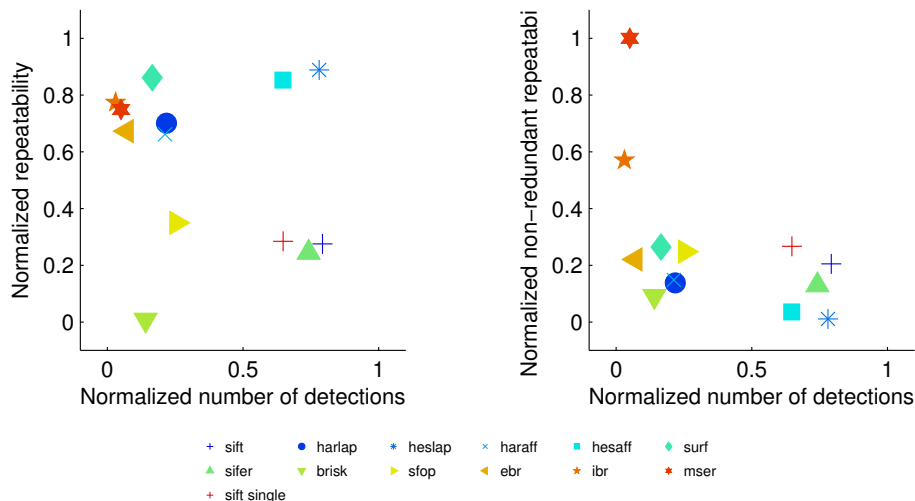 1
0.8
0.6
0.4
0.2
0
Normalized repeatability
0 0.5 1
Normalized number of detections
1
0.8
0.6
0.4
0.2
0
Normalized non−redundant
0 0.5 1
Normalized number of detections
sift harlap heslap haraff hesaff surf
sifer brisk sfop ebr ibr mser
sift single